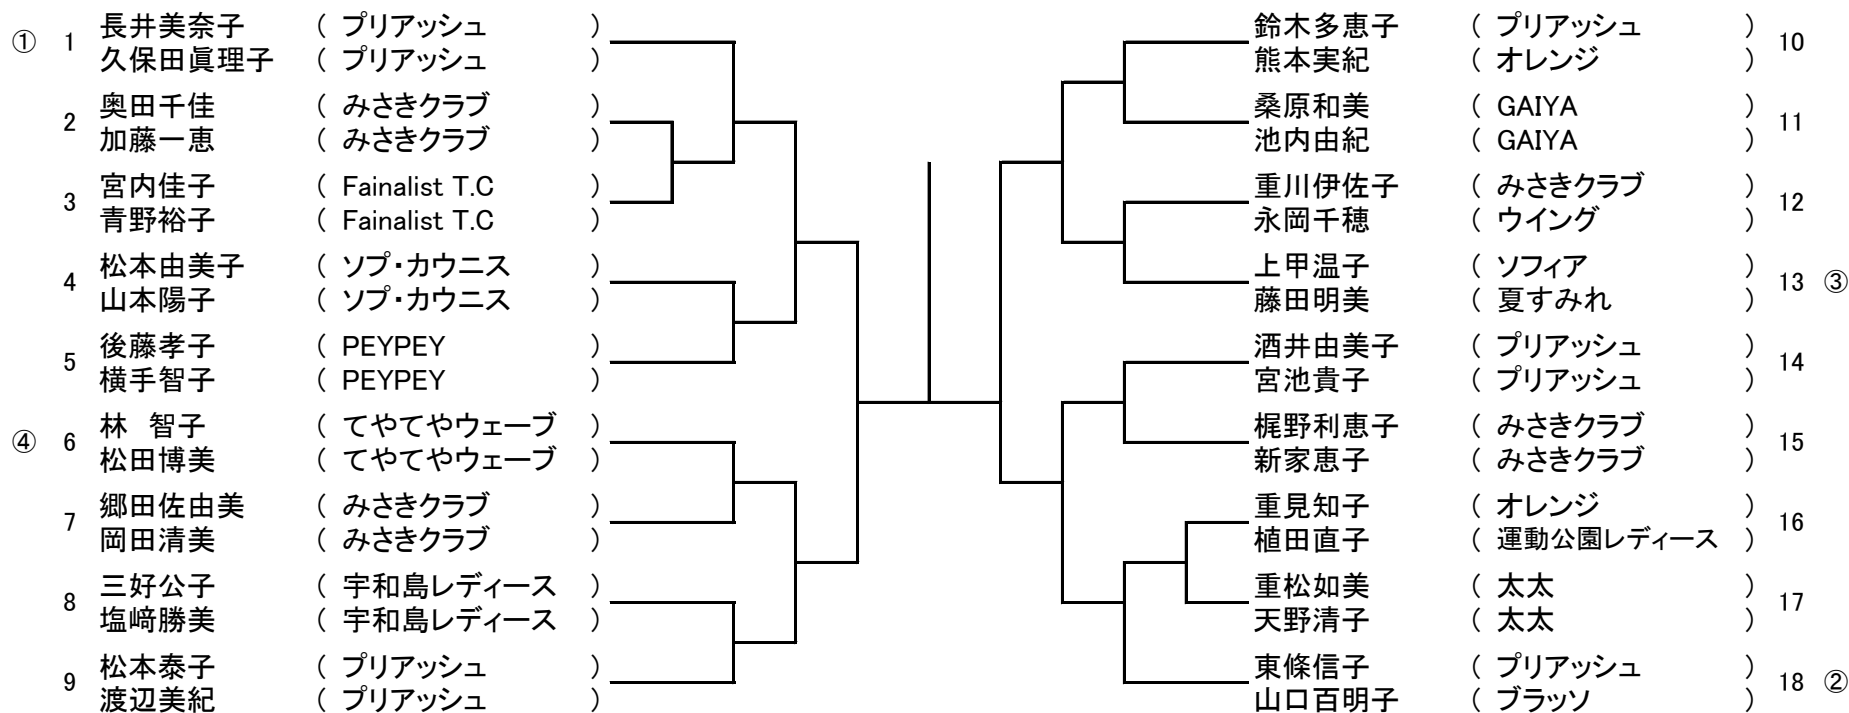 ① 1 長井美奈子 ( プリアッシュ )
久保田眞理子 ( プリアッシュ )
2 奥田千佳 ( みさきクラブ )
加藤一恵 ( みさきクラブ )
3 宮内佳子 ( Fainalist T.C )
青野裕子 ( Fainalist T.C )
4 松本由美子 ( ソプ・カウニス )
山本陽子 ( ソプ・カウニス )
5 後藤孝子 ( PEYPEY )
横手智子 ( PEYPEY )
④ 6 林　智子 ( てやてやウェーブ )
松田博美 ( てやてやウェーブ )
7 郷田佐由美 ( みさきクラブ )
岡田清美 ( みさきクラブ )
8 三好公子 ( 宇和島レディース )
塩﨑勝美 ( 宇和島レディース )
9 松本泰子 ( プリアッシュ )
渡辺美紀 ( プリアッシュ )
鈴木多恵子 ( プリアッシュ ) 10
熊本実紀 ( オレンジ )
桑原和美 ( GAIYA ) 11
池内由紀 ( GAIYA )
重川伊佐子 ( みさきクラブ ) 12
永岡千穂 ( ウイング )
上甲温子 ( ソフィア ) 13 ③
藤田明美 ( 夏すみれ )
酒井由美子 ( プリアッシュ ) 14
宮池貴子 ( プリアッシュ )
梶野利恵子 ( みさきクラブ ) 15
新家恵子 ( みさきクラブ )
重見知子 ( オレンジ ) 16
植田直子 ( 運動公園レディース )
重松如美 ( 太太 ) 17
天野清子 ( 太太 )
東條信子 ( プリアッシュ ) 18 ②
山口百明子 ( ブラッソ )